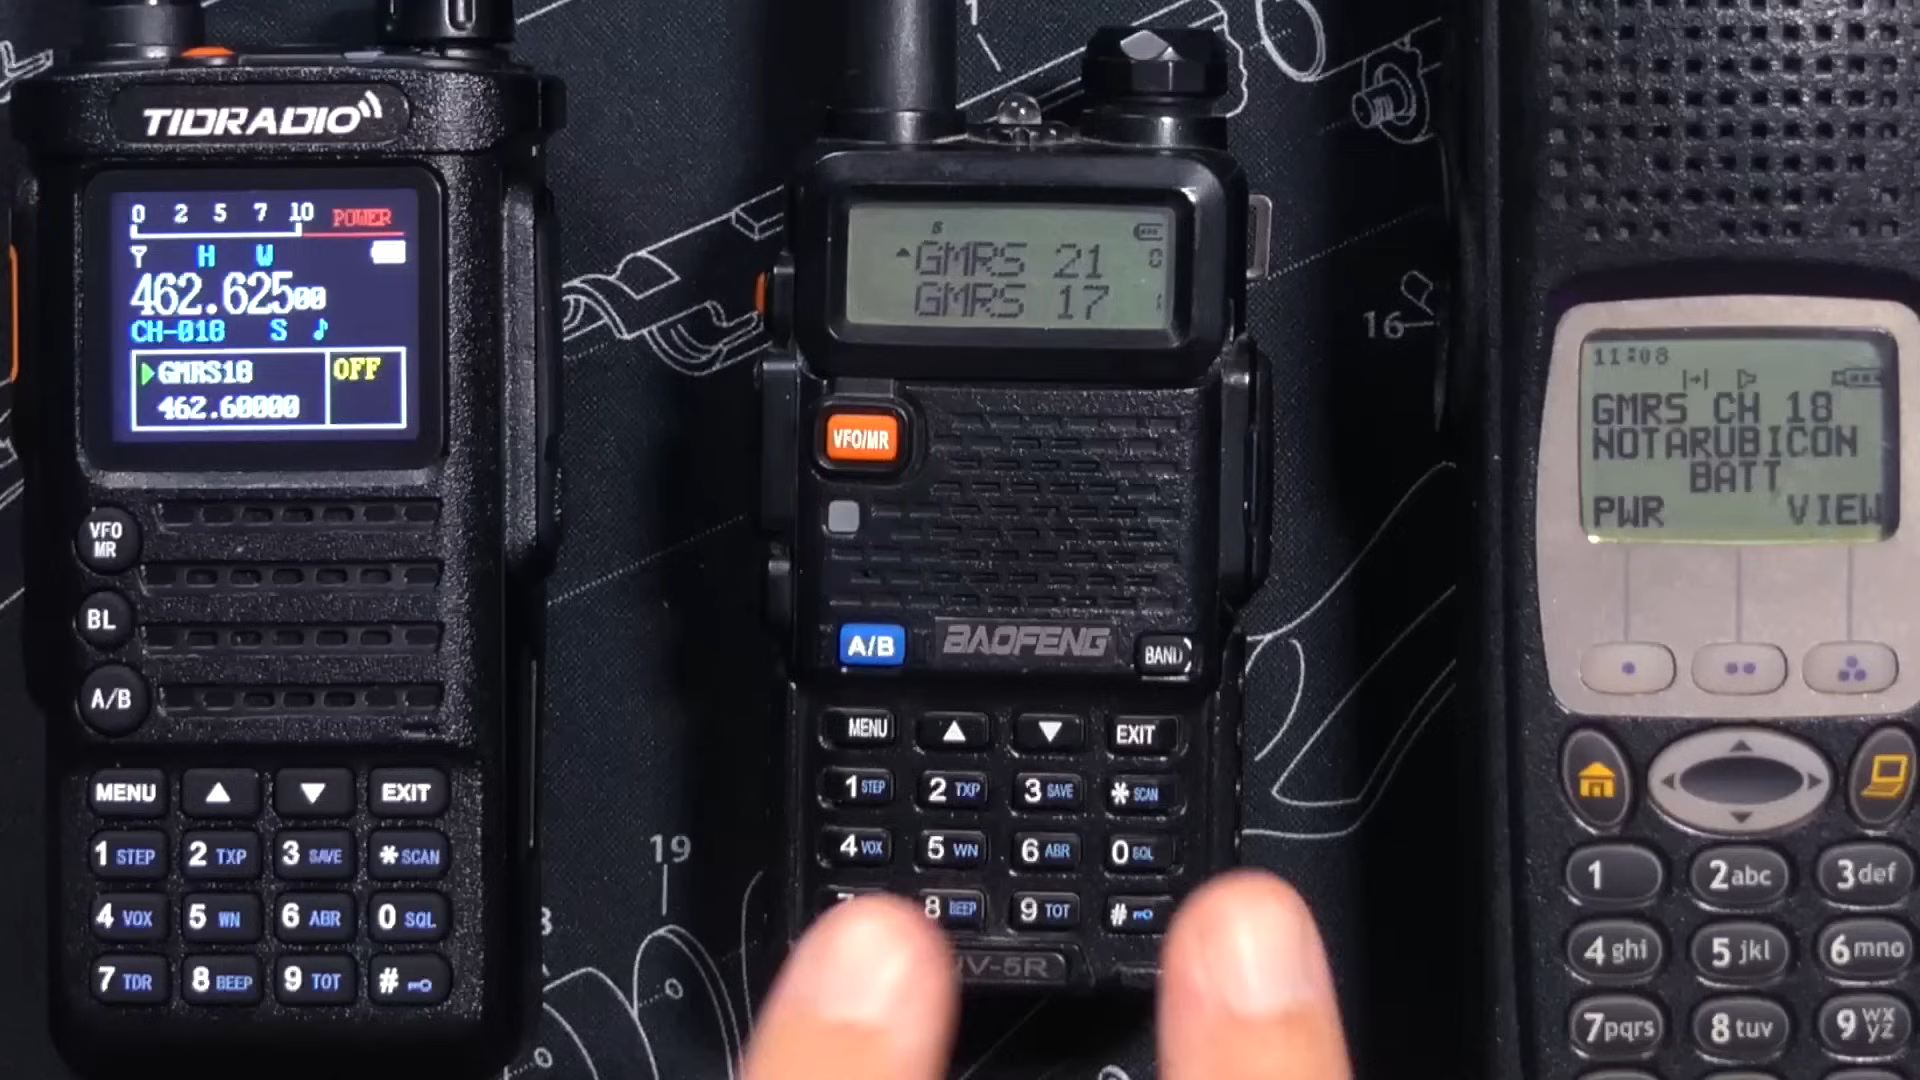 TIDRADIO
0 2 5 7 10 POWER
H W
462.62500
CH-018 S
GMRS18 OFF
462.60000
VFO
MR
BL
A/B
MENU ▲ ▼ EXIT
1 STEP 2 TXP 3 SAVE * SCAN
4 VOX 5 WN 6 ABR 0 SQL
7 TDR 8 BEEP 9 TOT #
1
16
19
S
GMRS 21 0
GMRS 17 1
VFO/MR
A/B BAOFENG BAND
MENU ▲ ▼ EXIT
1 STEP 2 TXP 3 SAVE * SCAN
4 VOX 5 WN 6 ABR 0 SQL
8 BEEP 9 TOT #
UV-5R
11:08
GMRS CH 18
NOTARUBICON
BATT
PWR VIEW
1 2abc 3def
4ghi 5jkl 6mno
7pqrs 8tuv 9wxyz